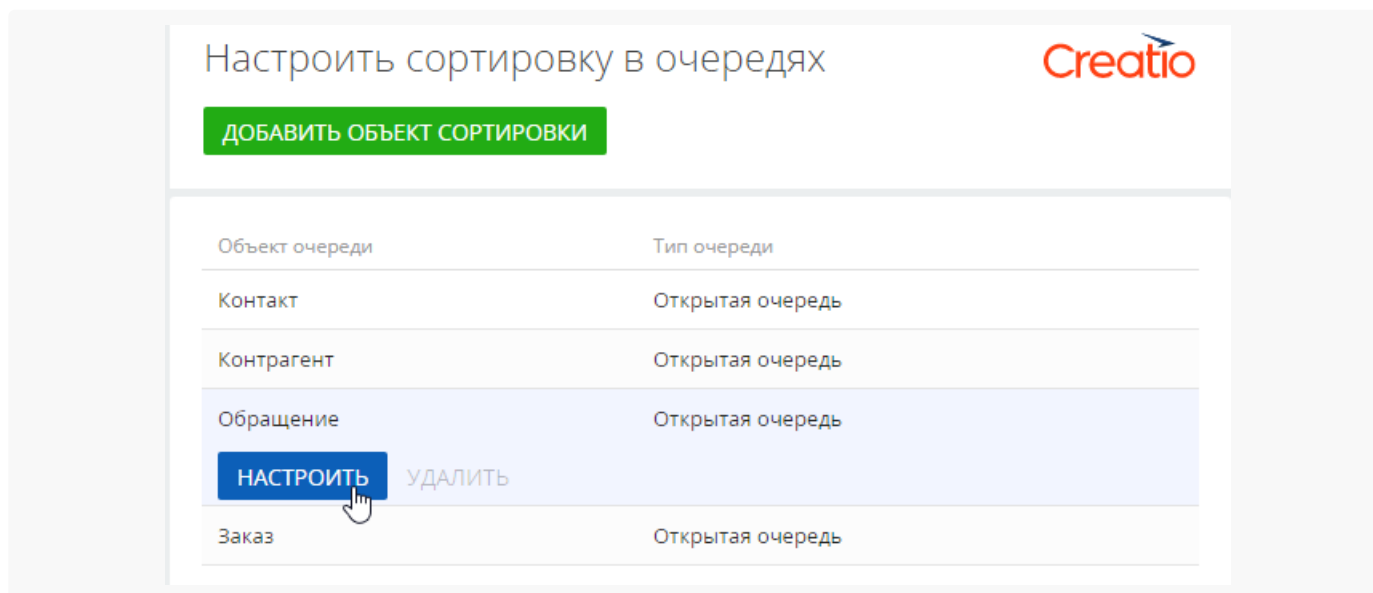 Настроить сортировку в очередях
Creatio
ДОБАВИТЬ ОБЪЕКТ СОРТИРОВКИ
Объект очереди Тип очереди
Контакт Открытая очередь
Контрагент Открытая очередь
Обращение Открытая очередь
НАСТРОИТЬ УДАЛИТЬ
Заказ Открытая очередь